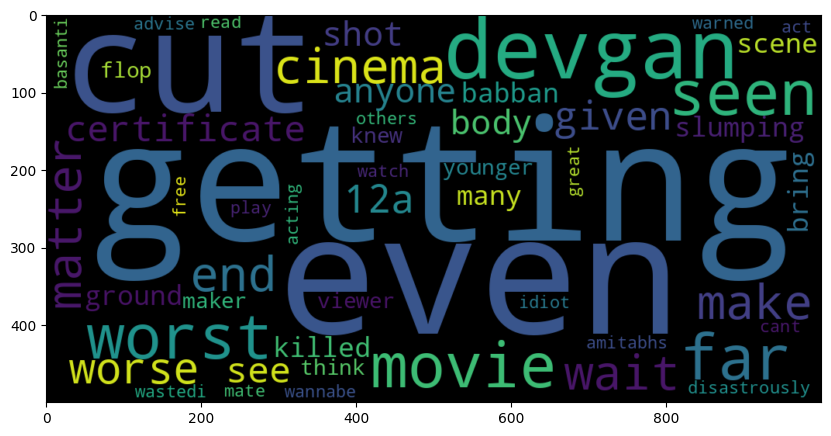 0
100
200
300
400
0 200 400 600 800
basanti
advise
read
cut
flop
shot
cinema
devgan
warned
act
scene
anyone
babban
seen
certificate
others
knew
body
given
slumping
matter
getting
free
watch
younger
great
bring
play
acting
12a
many
even
end
ground
maker
viewer
idiot
make
cant
worst
killed
amitabhs
far
worse
see
think
movie
wait
wastedi
mate
wannabe
disastrously